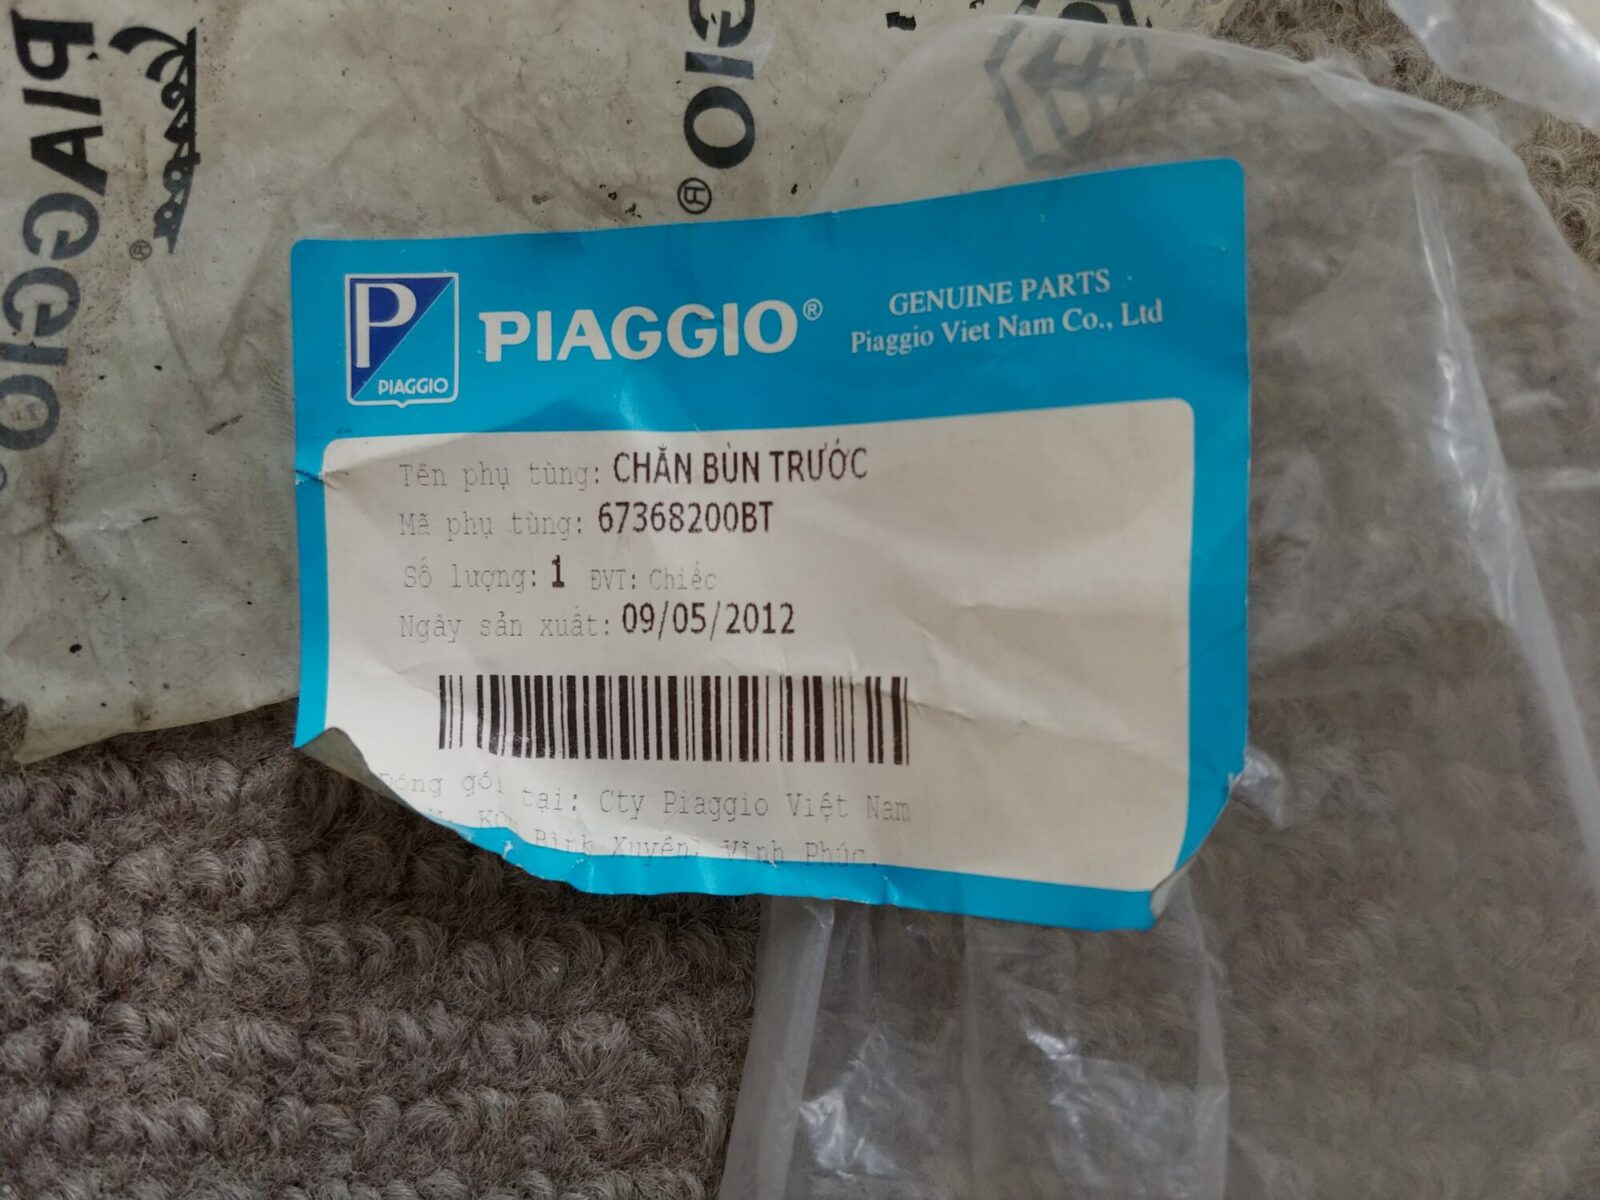 PIAGGIO
®
GIO
®
PIAGGIO
P
PIAGGIO
PIAGGIO®
GENUINE PARTS
Piaggio Viet Nam Co., Ltd
Tên phụ tùng: CHẮN BÙN TRƯỚC
Mã phụ tùng: 67368200BT
Số lượng: 1 ĐVT: Chiếc
Ngày sản xuất: 09/05/2012
Đóng gói tại: Cty Piaggio Việt Nam
Bình Xuyên, Vĩnh Phúc.